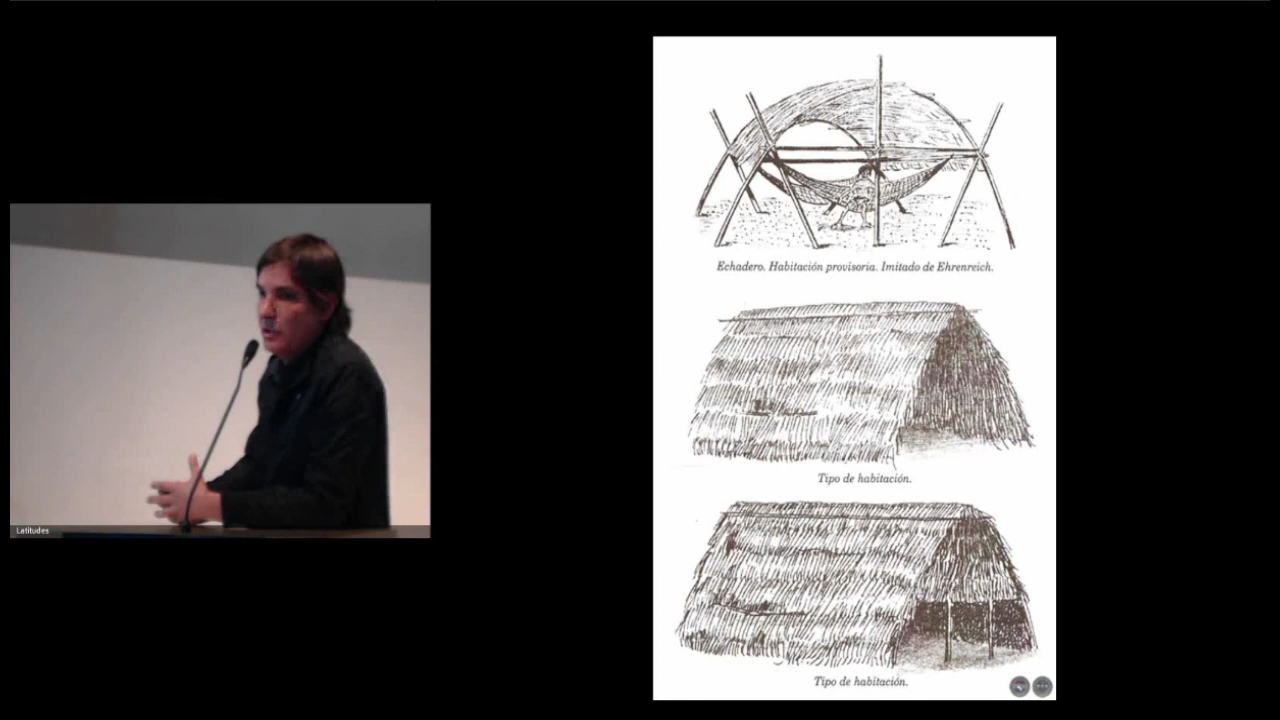 Echadero. Habitación provisoria. Imitado de Ehrenreich.
Tipo de habitación.
Tipo de habitación.
Latitudes